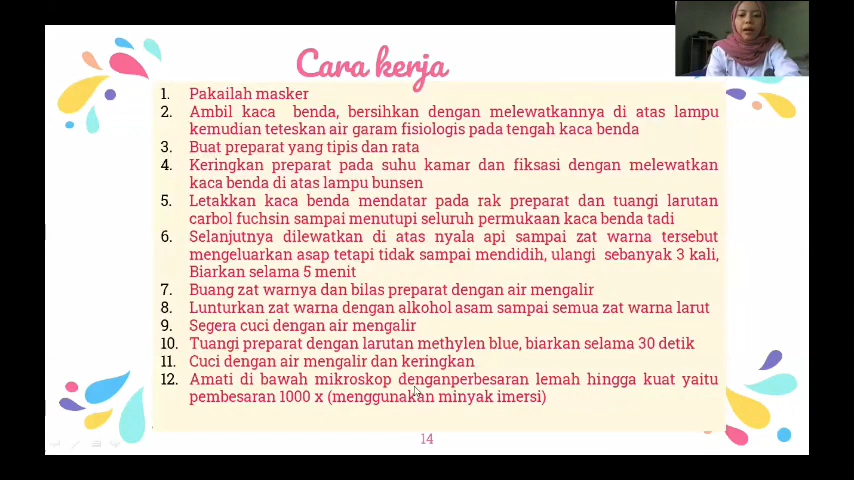 Cara kerja
1. Pakailah masker
2. Ambil kaca benda, bersihkan dengan melewatkannya di atas lampu
kemudian teteskan air garam fisiologis pada tengah kaca benda
3. Buat preparat yang tipis dan rata
4. Keringkan preparat pada suhu kamar dan fiksasi dengan melewatkan
kaca benda di atas lampu bunsen
5. Letakkan kaca benda mendatar pada rak preparat dan tuangi larutan
carbol fuchsin sampai menutupi seluruh permukaan kaca benda tadi
6. Selanjutnya dilewatkan di atas nyala api sampai zat warna tersebut
mengeluarkan asap tetapi tidak sampai mendidih, ulangi sebanyak 3 kali,
Biarkan selama 5 menit
7. Buang zat warnya dan bilas preparat dengan air mengalir
8. Lunturkan zat warna dengan alkohol asam sampai semua zat warna larut
9. Segera cuci dengan air mengalir
10. Tuangi preparat dengan larutan methylen blue, biarkan selama 30 detik
11. Cuci dengan air mengalir dan keringkan
12. Amati di bawah mikroskop denganperbesaran lemah hingga kuat yaitu
pembesaran 1000 x (menggunakan minyak imersi)
14